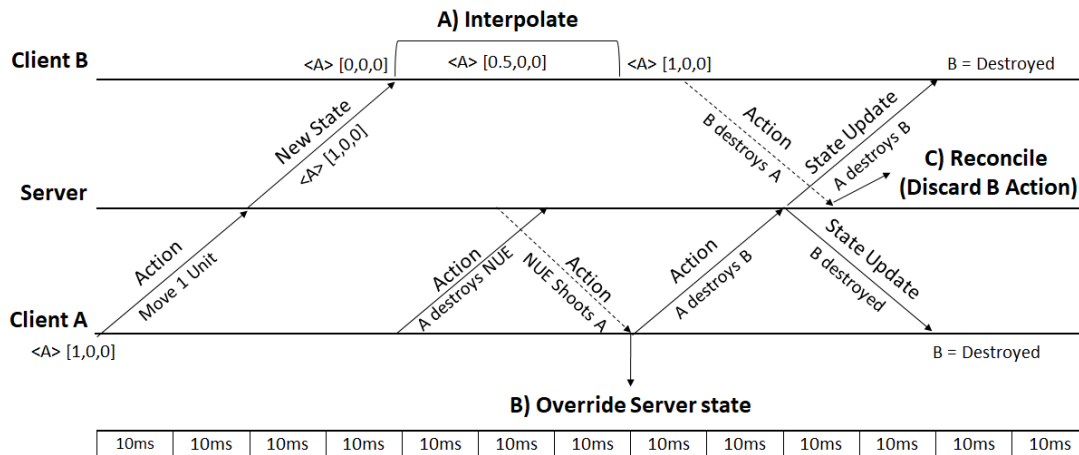 A) Interpolate
Client B
<A> [0,0,0]
<A> [0.5,0,0]
<A> [1,0,0]
B = Destroyed
New State
<A> [1,0,0]
Action
B destroys A
State Update
A destroys B
C) Reconcile
(Discard B Action)
Server
Action
Move 1 Unit
Action
A destroys NUE
Action
NUE Shoots A
Action
A destroys B
State Update
B destroyed
Client A
<A> [1,0,0]
B = Destroyed
B) Override Server state
10ms 10ms 10ms 10ms 10ms 10ms 10ms 10ms 10ms 10ms 10ms 10ms 10ms